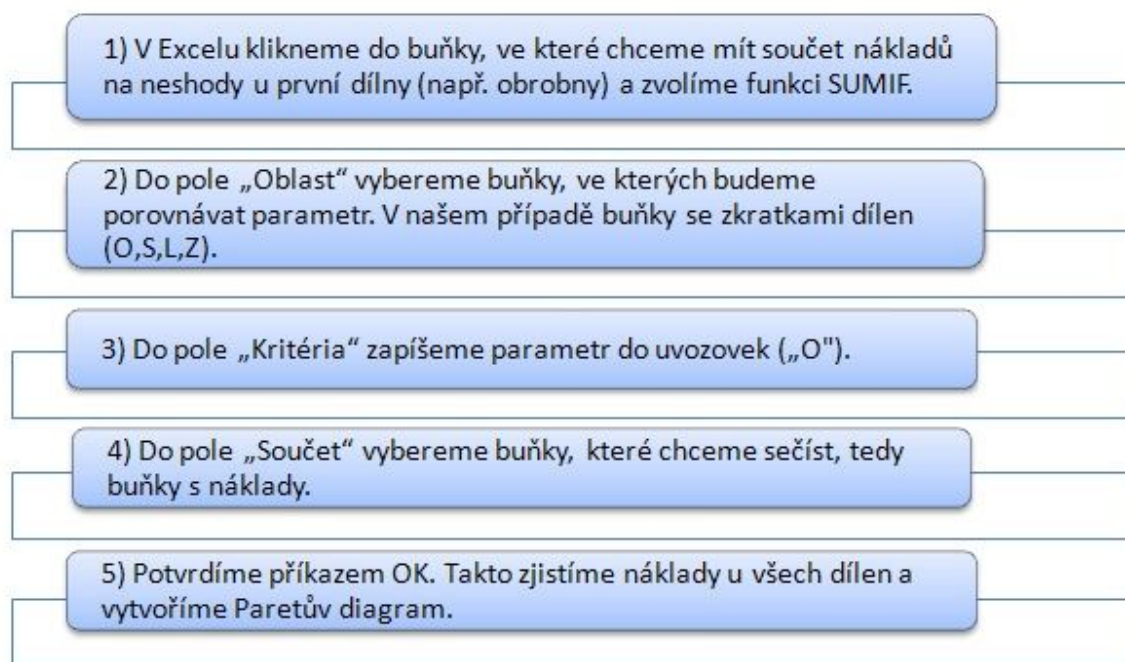 1) V Excelu klikneme do buňky, ve které chceme mít součet nákladů
na neshody u první dílny (např. obrobny) a zvolíme funkci SUMIF.
2) Do pole „Oblast“ vybereme buňky, ve kterých budeme
porovnávat parametr. V našem případě buňky se zkratkami dílen
(O,S,L,Z).
3) Do pole „Kritéria“ zapíšeme parametr do uvozovek („O").
4) Do pole „Součet“ vybereme buňky, které chceme sečíst, tedy
buňky s náklady.
5) Potvrdíme příkazem OK. Takto zjistíme náklady u všech dílen a
vytvoříme Paretův diagram.